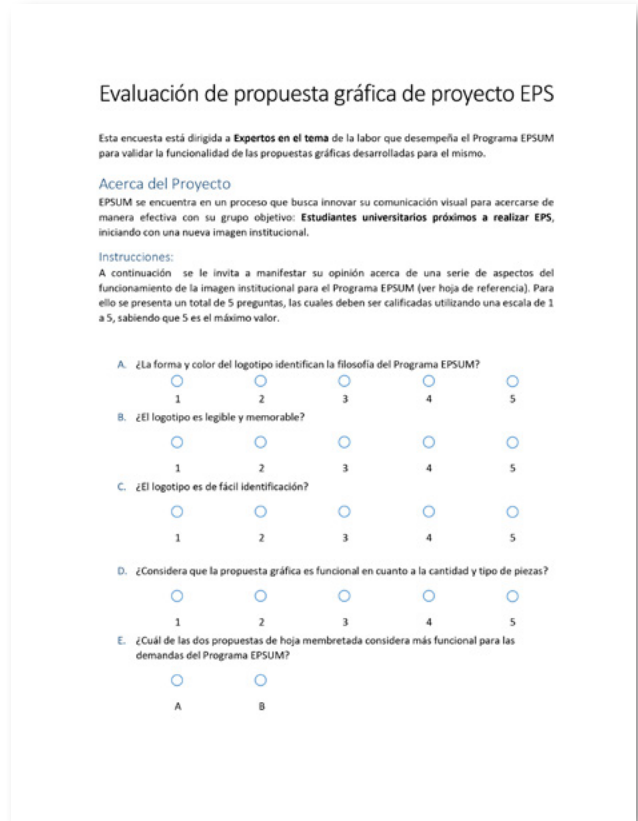 Evaluación de propuesta gráfica de proyecto EPS
Esta encuesta está dirigida a Expertos en el tema de la labor que desempeña el Programa EPSUM
para validar la funcionalidad de las propuestas gráficas desarrolladas para el mismo.
Acerca del Proyecto
EPSUM se encuentra en un proceso que busca innovar su comunicación visual para acercarse de
manera efectiva con su grupo objetivo: Estudiantes universitarios próximos a realizar EPS,
iniciando con una nueva imagen institucional.
Instrucciones:
A continuación se le invita a manifestar su opinión acerca de una serie de aspectos del
funcionamiento de la imagen institucional para el Programa EPSUM (ver hoja de referencia). Para
ello se presenta un total de 5 preguntas, las cuales deben ser calificadas utilizando una escala de 1
a 5, sabiendo que 5 es el máximo valor.
A. ¿La forma y color del logotipo identifican la filosofía del Programa EPSUM?
1 2 3 4 5
B. ¿El logotipo es legible y memorable?
1 2 3 4 5
C. ¿El logotipo es de fácil identificación?
1 2 3 4 5
D. ¿Considera que la propuesta gráfica es funcional en cuanto a la cantidad y tipo de piezas?
1 2 3 4 5
E. ¿Cuál de las dos propuestas de hoja membretada considera más funcional para las
demandas del Programa EPSUM?
A B